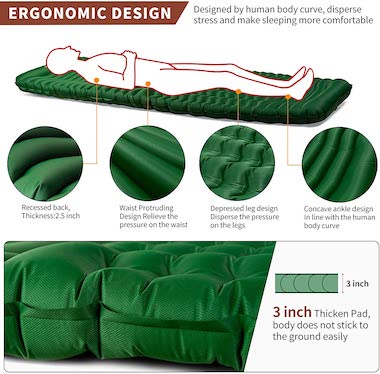 ERGONOMIC DESIGN
Designed by human body curve, disperse
stress and make sleeping more comfortable
Recessed back,
Thickness:2.5 inch
Waist Protruding
Design Relieve the
pressure on the waist
Depressed leg design
Disperse the pressure
on the legs
Concave ankle design
In line with the human
body curve
3 inch
3 inch Thicken Pad,
body does not stick to
the ground easily